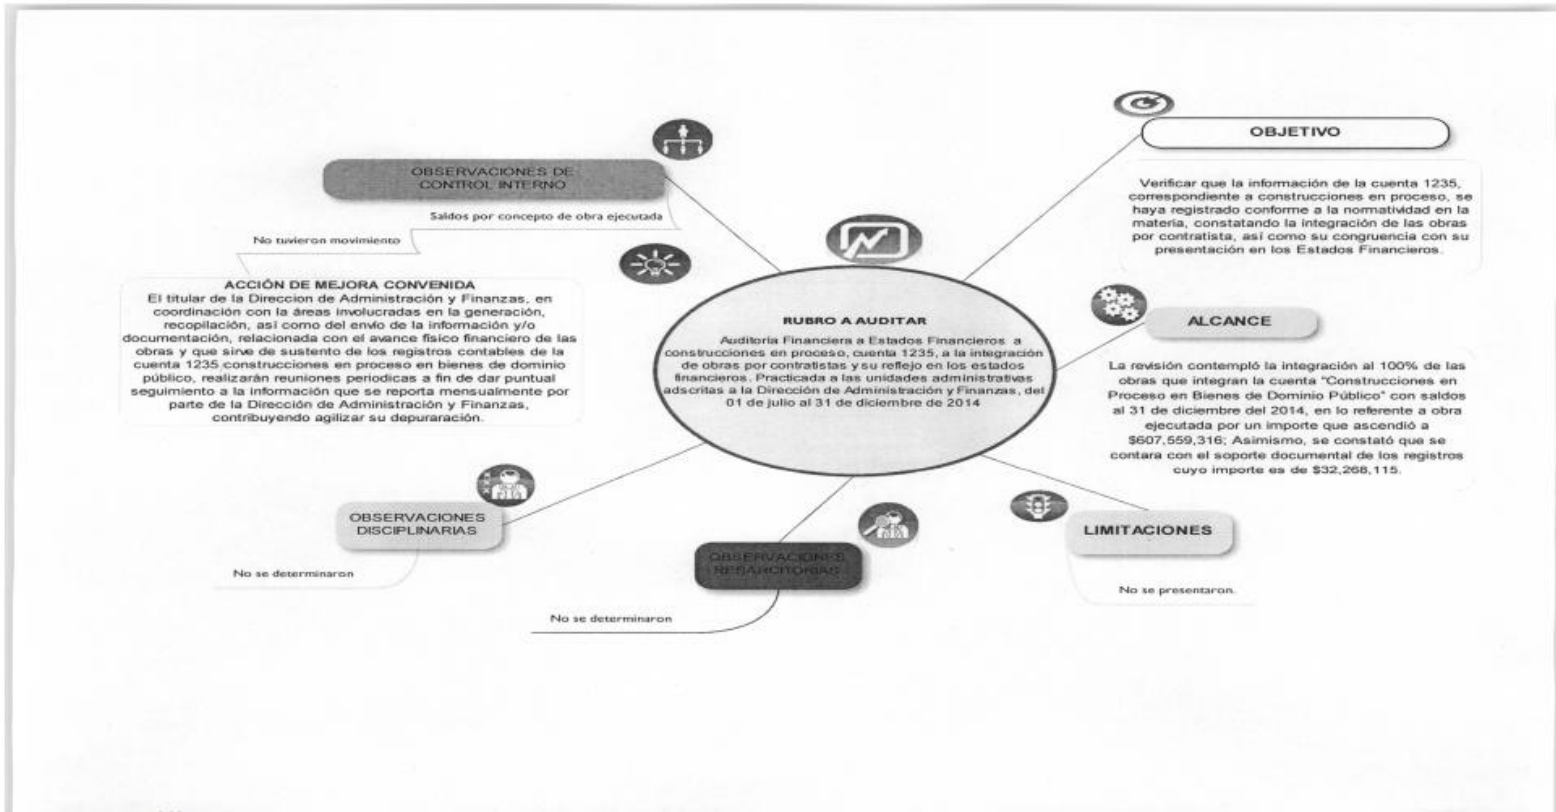 OBJETIVO
Verificar que la información de la cuenta 1235,
correspondiente a construcciones en proceso, se
haya registrado conforme a la normatividad en la
materia, constatando la integración de las obras
por contratista, así como su congruencia con su
presentación en los Estados Financieros.
OBSERVACIONES DE
CONTROL INTERNO
Saldos por concepto de obra ejecutada
No tuvieron movimiento
ACCIÓN DE MEJORA CONVENIDA
El titular de la Direccion de Administración y Finanzas, en
coordinación con la áreas involucradas en la generación,
recopilación, así como del envío de la información y/o
documentación, relacionada con el avance físico financiero de las
obras y que sirve de sustento de los registros contables de la
cuenta 1235 construcciones en proceso en bienes de dominio
público, realizarán reuniones periodicas a fin de dar puntual
seguimiento a la información que se reporta mensualmente por
parte de la Dirección de Administración y Finanzas,
contribuyendo agilizar su depuraración.
RUBRO A AUDITAR
Auditoría Financiera a Estados Financieros a
construcciones en proceso, cuenta 1235, a la integración
de obras por contratistas y su reflejo en los estados
financieros. Practicada a las unidades administrativas
adscritas a la Dirección de Administración y Finanzas, del
01 de julio al 31 de diciembre de 2014
ALCANCE
La revisión contempló la integración al 100% de las
obras que integran la cuenta "Construcciones en
Proceso en Bienes de Dominio Público" con saldos
al 31 de diciembre del 2014, en lo referente a obra
ejecutada por un importe que ascendió a
$607,559,316; Asimismo, se constató que se
contara con el soporte documental de los registros
cuyo importe es de $32,268,115.
OBSERVACIONES
DISCIPLINARIAS
No se determinaron
OBSERVACIONES
RESARCITORIAS
No se determinaron
LIMITACIONES
No se presentaron.